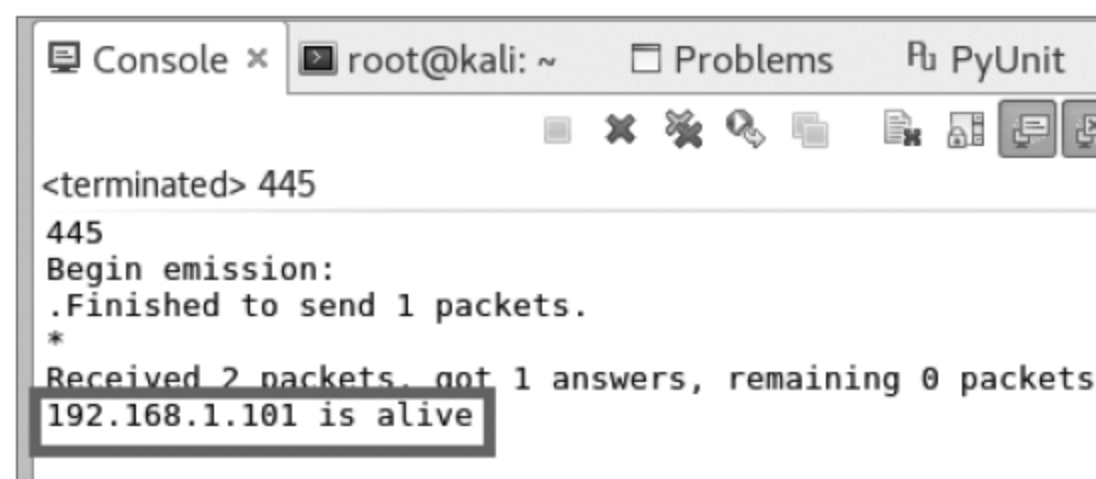 Console root@kali: ~ Problems PyUnit
<terminated> 445
445
Begin emission:
.Finished to send 1 packets.
*
Received 2 packets, got 1 answers, remaining 0 packets
192.168.1.101 is alive